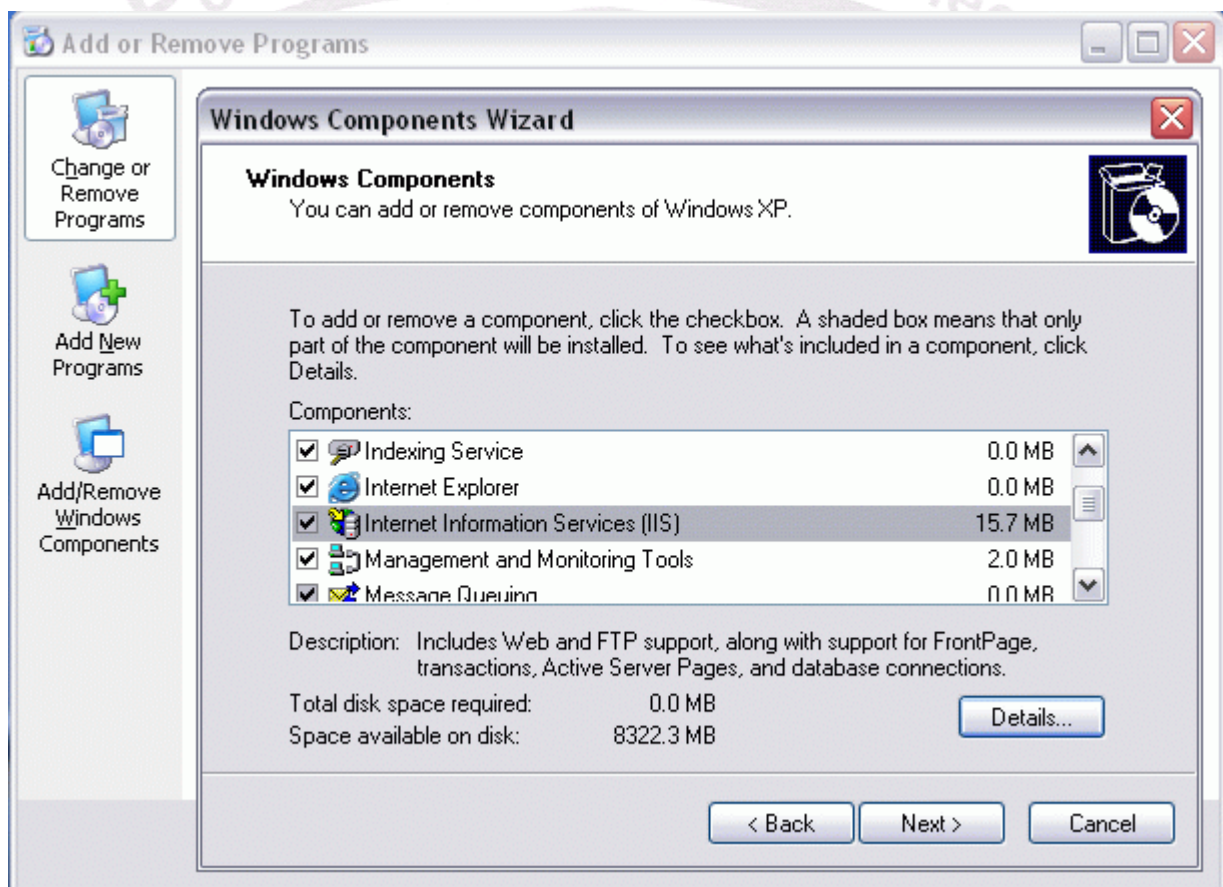 Add or Remove Programs
Change or
Remove
Programs
Add New
Programs
Add/Remove
Windows
Components
Windows Components Wizard
Windows Components
You can add or remove components of Windows XP.
To add or remove a component, click the checkbox. A shaded box means that only
part of the component will be installed. To see what's included in a component, click
Details.
Components:
Indexing Service 0.0 MB
Internet Explorer 0.0 MB
Internet Information Services (IIS) 15.7 MB
Management and Monitoring Tools 2.0 MB
Message Queuing 0.0 MB
Description: Includes Web and FTP support, along with support for FrontPage,
transactions, Active Server Pages, and database connections.
Total disk space required: 0.0 MB
Space available on disk: 8322.3 MB
Details...
< Back Next > Cancel